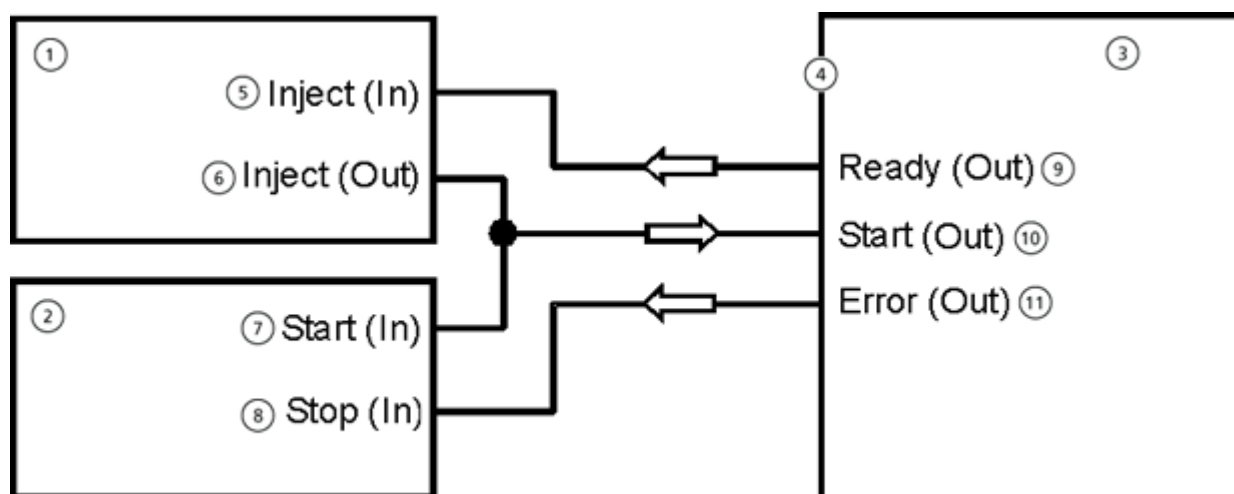 ① ③
④
⑤ Inject (In)
⑥ Inject (Out)
Ready (Out) ⑨
Start (Out) ⑩
② Error (Out) ⑪
⑦ Start (In)
⑧ Stop (In)